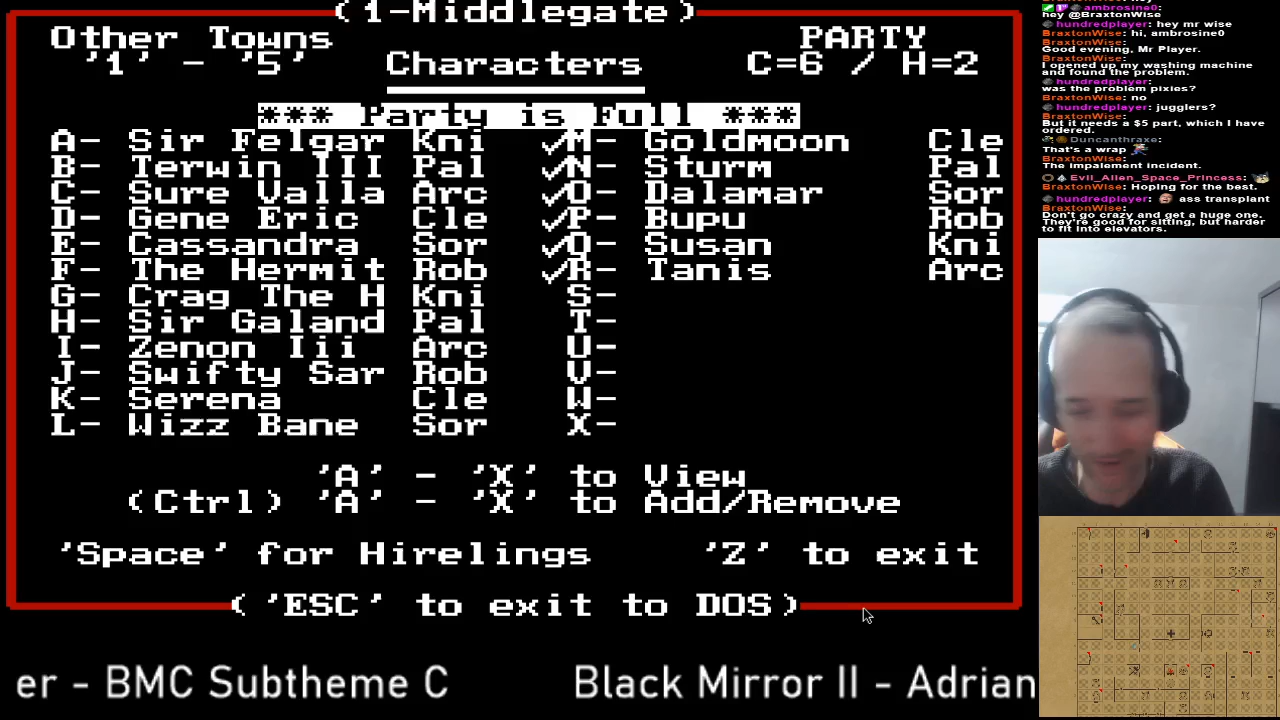 ( 1-Middlegate )
Other Towns
'1' - '5'
Characters
PARTY
C=6 / H=2
*** Party is Full ***
A- Sir Felgar Kni
B- Terwin III Pal
C- Sure Valla Arc
D- Gene Eric Cle
E- Cassandra Sor
F- The Hermit Rob
G- Crag The H Kni
H- Sir Galand Pal
I- Zenon Iii Arc
J- Swifty Sar Rob
K- Serena Cle
L- Wizz Bane Sor
✓M- Goldmoon Cle
✓N- Sturm Pal
✓O- Dalamar Sor
✓P- Bupu Rob
✓Q- Susan Kni
✓R- Tanis Arc
S-
T-
U-
V-
W-
X-
'A' - 'X' to View
(Ctrl) 'A' - 'X' to Add/Remove
'Space' for Hirelings 'Z' to exit
( 'ESC' to exit to DOS )
er - BMC Subtheme C
Black Mirror II - Adrian
ambrosine0:
hey @BraxtonWise
hundredplayer: hey mr wise
BraxtonWise: hi, ambrosine0
BraxtonWise:
Good evening, Mr Player.
BraxtonWise:
I opened up my washing machine
and found the problem.
hundredplayer:
was the problem pixies?
BraxtonWise: no
hundredplayer: jugglers?
BraxtonWise:
But it needs a $5 part, which I have
ordered.
Duncanthraxe:
That's a wrap
BraxtonWise:
The impalement incident.
Evil_Alien_Space_Princess:
BraxtonWise: Hoping for the best.
hundredplayer: ass transplant
BraxtonWise:
Don't go crazy and get a huge one.
They're good for sitting, but harder
to fit into elevators.